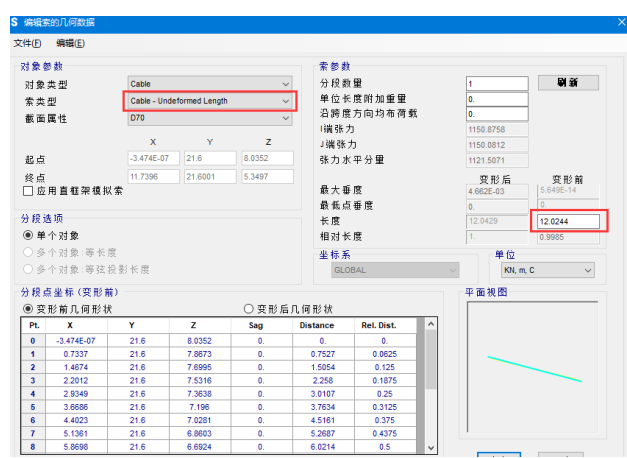 S 编辑索的几何数据 X
文件(F) 编辑(E)
对象参数
对象类型 Cable
索类型 Cable - Undeformed Length
截面属性 D70
X Y Z
起点 -3.474E-07 21.6 8.0352
终点 11.7396 21.6001 5.3497
应用直框架模拟索
索参数
分段数量 1 刷新
单位长度附加重量 0.
沿跨度方向均布荷载 0.
I端张力 1150.8758
J端张力 1150.0812
张力水平分量 1121.5071
变形后 变形前
最大垂度 4.662E-03 5.649E-14
最低点垂度 0. 0.
长度 12.0429 12.0244
相对长度 1. 0.9985
分段选项
单个对象
多个对象:等长度
多个对象:等弦投影长度
坐标系
GLOBAL
单位
KN, m, C
分段点坐标(变形前)
变形前几何形状 变形后几何形状
Pt. X Y Z Sag Distance Rel. Dist.
0 -3.474E-07 21.6 8.0352 0. 0. 0.
1 0.7337 21.6 7.8673 0. 0.7527 0.0625
2 1.4674 21.6 7.6995 0. 1.5054 0.125
3 2.2012 21.6 7.5316 0. 2.258 0.1875
4 2.9349 21.6 7.3638 0. 3.0107 0.25
5 3.6686 21.6 7.196 0. 3.7634 0.3125
6 4.4023 21.6 7.0281 0. 4.5161 0.375
7 5.1361 21.6 6.8603 0. 5.2687 0.4375
8 5.8698 21.6 6.6924 0. 6.0214 0.5
平面视图